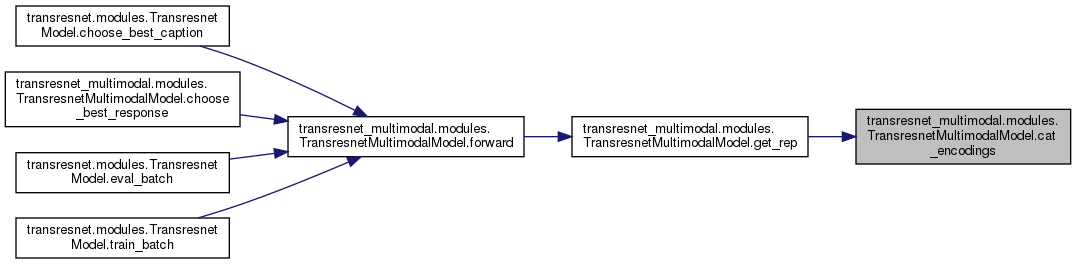 transresnet.modules.Transresnet
Model.choose_best_caption
transresnet_multimodal.modules.
TransresnetMultimodalModel.choose
_best_response
transresnet.modules.Transresnet
Model.eval_batch
transresnet.modules.Transresnet
Model.train_batch
transresnet_multimodal.modules.
TransresnetMultimodalModel.forward
transresnet_multimodal.modules.
TransresnetMultimodalModel.get_rep
transresnet_multimodal.modules.
TransresnetMultimodalModel.cat
_encodings